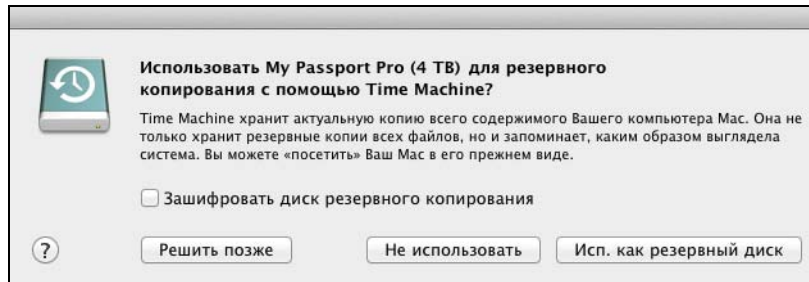 Использовать My Passport Pro (4 TB) для резервного
копирования с помощью Time Machine?
Time Machine хранит актуальную копию всего содержимого Вашего компьютера Mac. Она не
только хранит резервные копии всех файлов, но и запоминает, каким образом выглядела
система. Вы можете «посетить» Ваш Mac в его прежнем виде.
Зашифровать диск резервного копирования
? Решить позже Не использовать Исп. как резервный диск